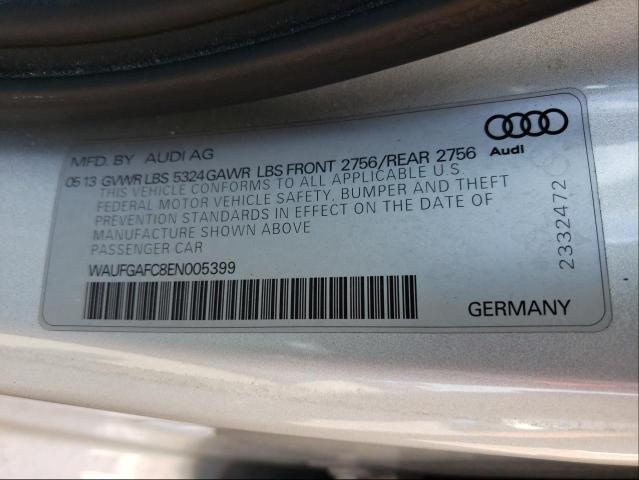 MFD. BY AUDI AG
Audi
05 13 GVWR LBS 5324 GAWR LBS FRONT 2756/REAR 2756
THIS VEHICLE CONFORMS TO ALL APPLICABLE U.S.
FEDERAL MOTOR VEHICLE SAFETY, BUMPER AND THEFT
PREVENTION STANDARDS IN EFFECT ON THE DATE OF
MANUFACTURE SHOWN ABOVE
PASSENGER CAR
WAUFGAFC8EN005399
GERMANY
2332472